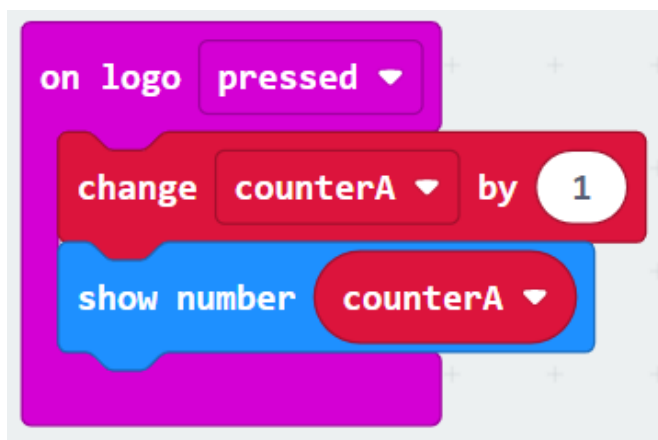 on logo pressed
change counterA by 1
show number counterA